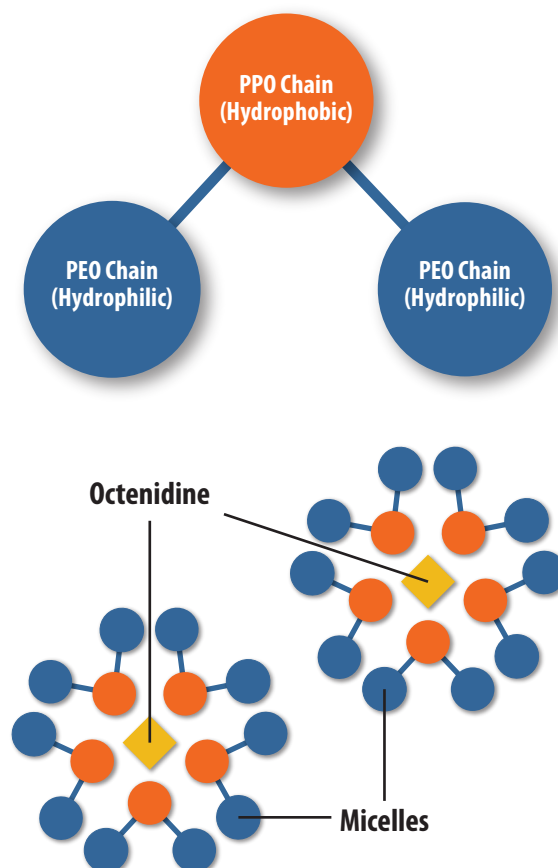 PPO Chain
(Hydrophobic)
PEO Chain
(Hydrophilic)
PEO Chain
(Hydrophilic)
Octenidine
Micelles